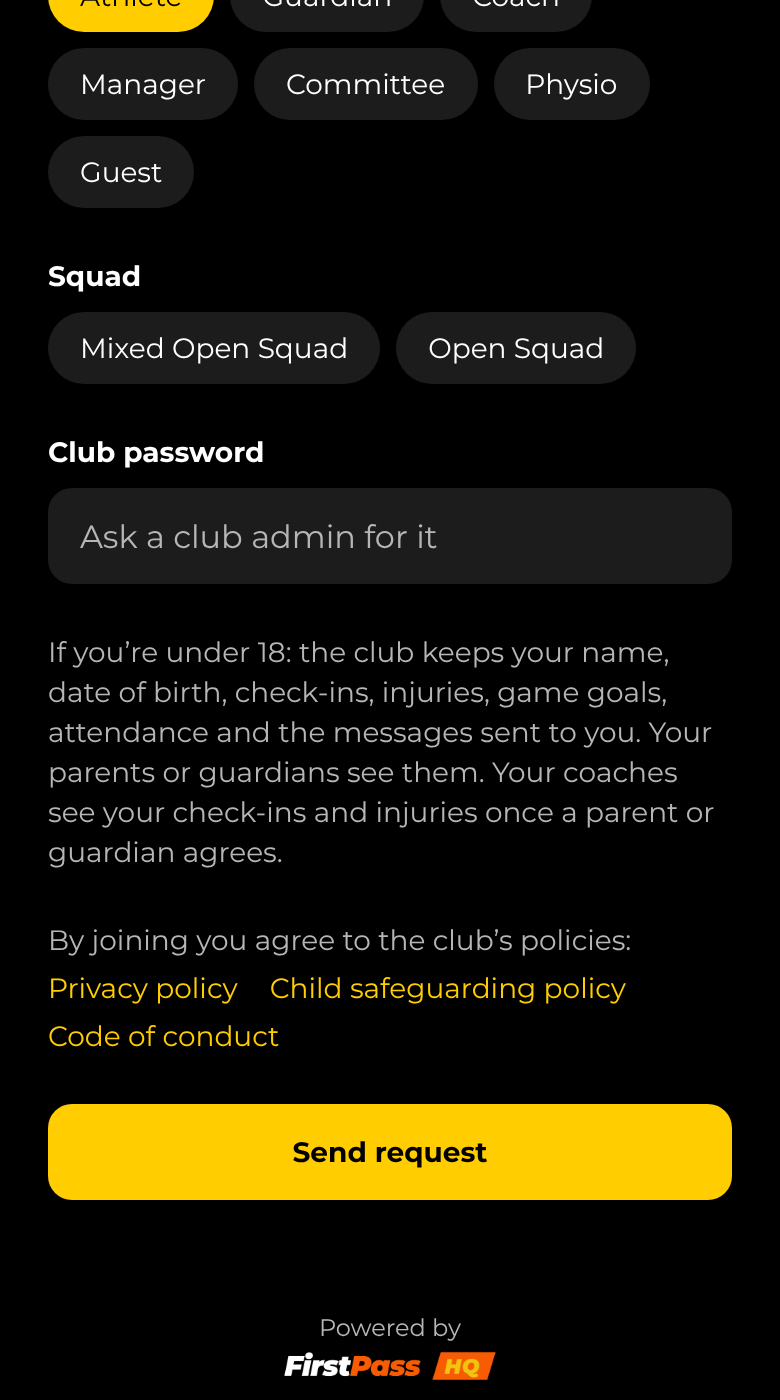 Athlete Guardian Coach
Manager Committee Physio
Guest
Squad
Mixed Open Squad Open Squad
Club password
Ask a club admin for it
If you’re under 18: the club keeps your name,
date of birth, check-ins, injuries, game goals,
attendance and the messages sent to you. Your
parents or guardians see them. Your coaches
see your check-ins and injuries once a parent or
guardian agrees.
By joining you agree to the club’s policies:
Privacy policy Child safeguarding policy
Code of conduct
Send request
Powered by
FirstPass HQ